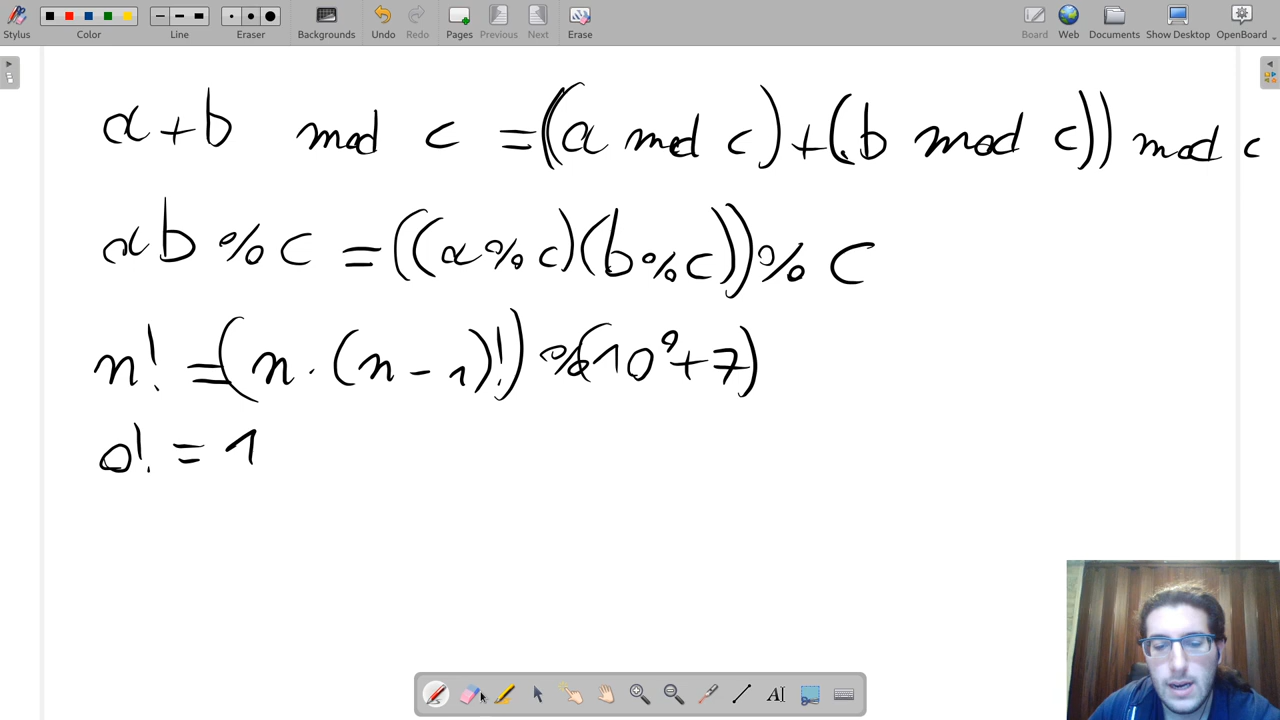 Stylus Color Line Eraser Backgrounds Undo Redo Pages Previous Next Erase Board Web Documents Show Desktop OpenBoard
a+b mod c =((a mod c)+(b mod c)) mod c
ab%c =((a%c)(b%c))%c
n! =(n·(n-1)!)%(10⁹+7)
0! = 1
AI